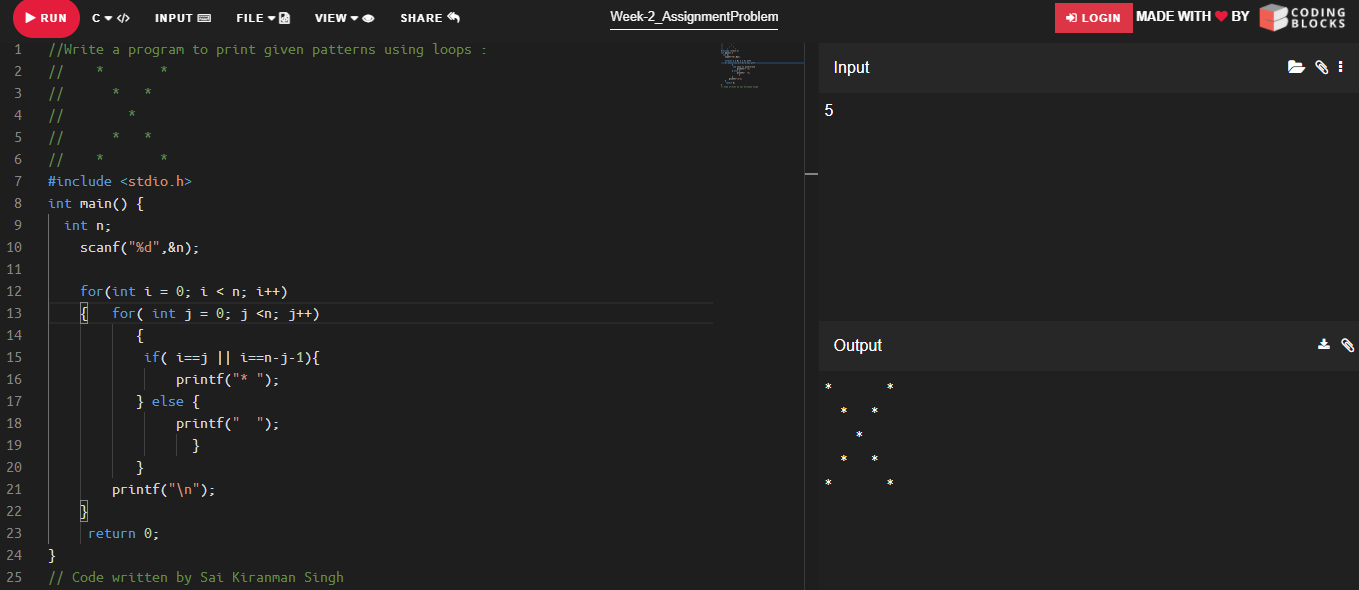 RUN C </> INPUT FILE VIEW SHARE Week-2_AssignmentProblem LOGIN MADE WITH BY CODING BLOCKS
1 //Write a program to print given patterns using loops :
2 //    *       *
3 //      *   *
4 //        *
5 //      *   *
6 //    *       *
7 #include <stdio.h>
8 int main() {
9   int n;
10     scanf("%d",&n);
11
12     for(int i = 0; i < n; i++)
13     {   for( int j = 0; j <n; j++)
14            {
15             if( i==j || i==n-j-1){
16                 printf("* ");
17            } else {
18                 printf("  ");
19                   }
20            }
21         printf("\n");
22     }
23      return 0;
24 }
25 // Code written by Sai Kiranman Singh
Input
5
Output
*       *
  *   *
    *
  *   *
*       *